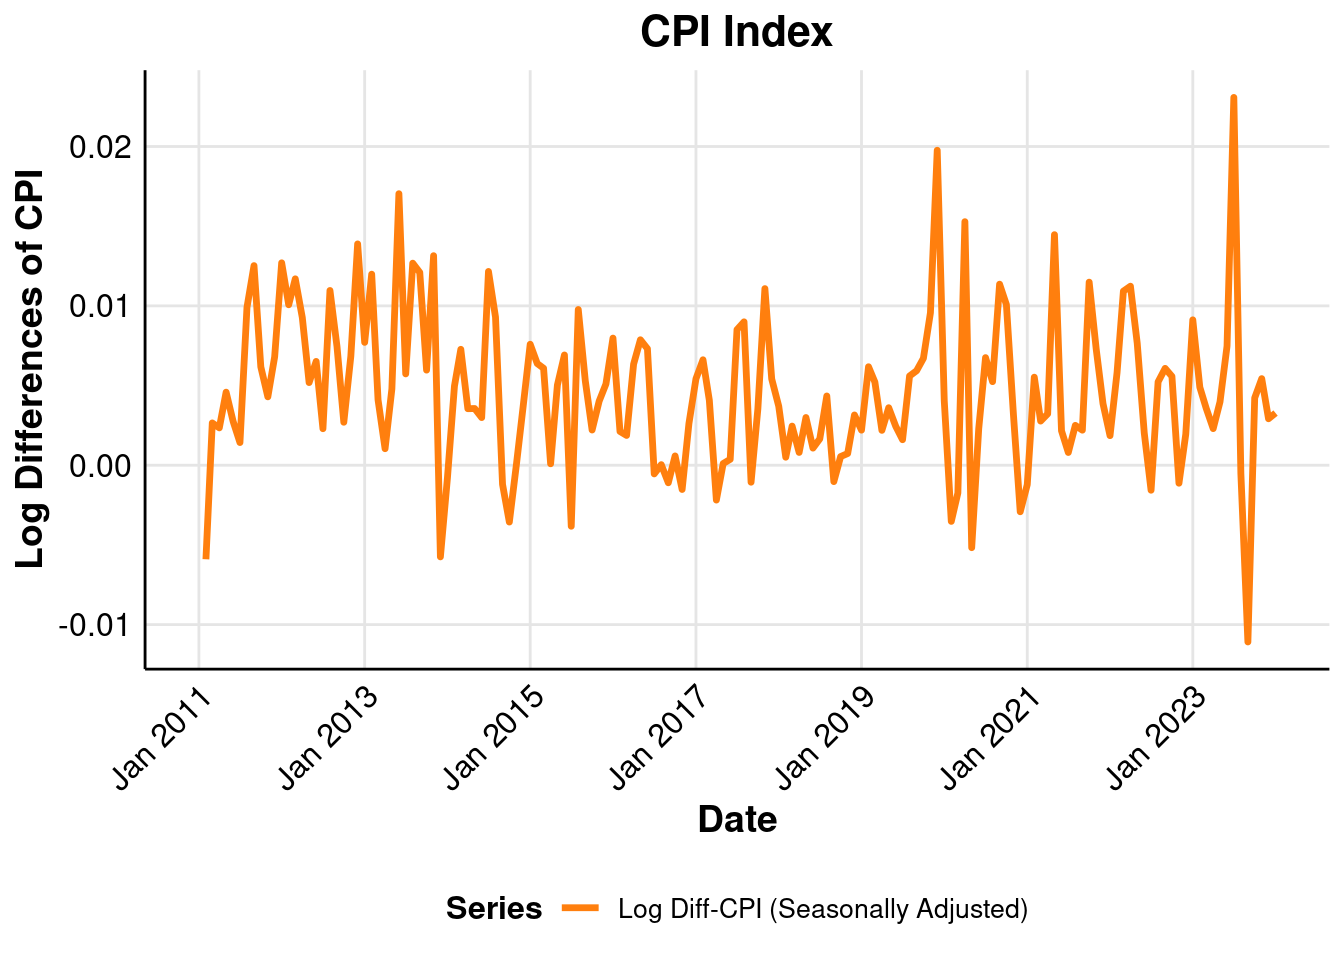 CPI Index
Log Differences of CPI
0.02
0.01
0.00
-0.01
Jan 2011
Jan 2013
Jan 2015
Jan 2017
Jan 2019
Jan 2021
Jan 2023
Date
Series Log Diff-CPI (Seasonally Adjusted)